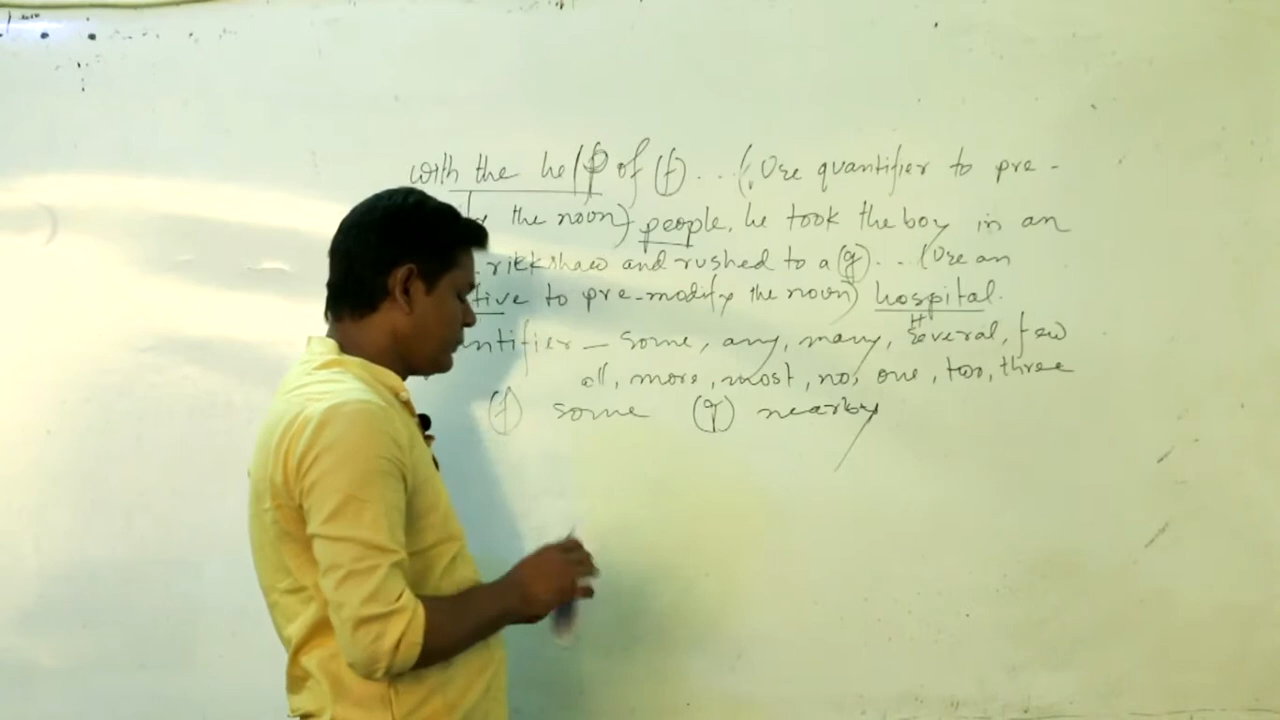 with the help of (f) ... (Use quantifier to pre-
the noun) people, he took the boy in an
rickshaw and rushed to a (g) ... (Use an
tive to pre-modify the noun) hospital.
ntifier - some, any, many, several, few
all, more, most, no, one, two, three
(f) some (g) nearby